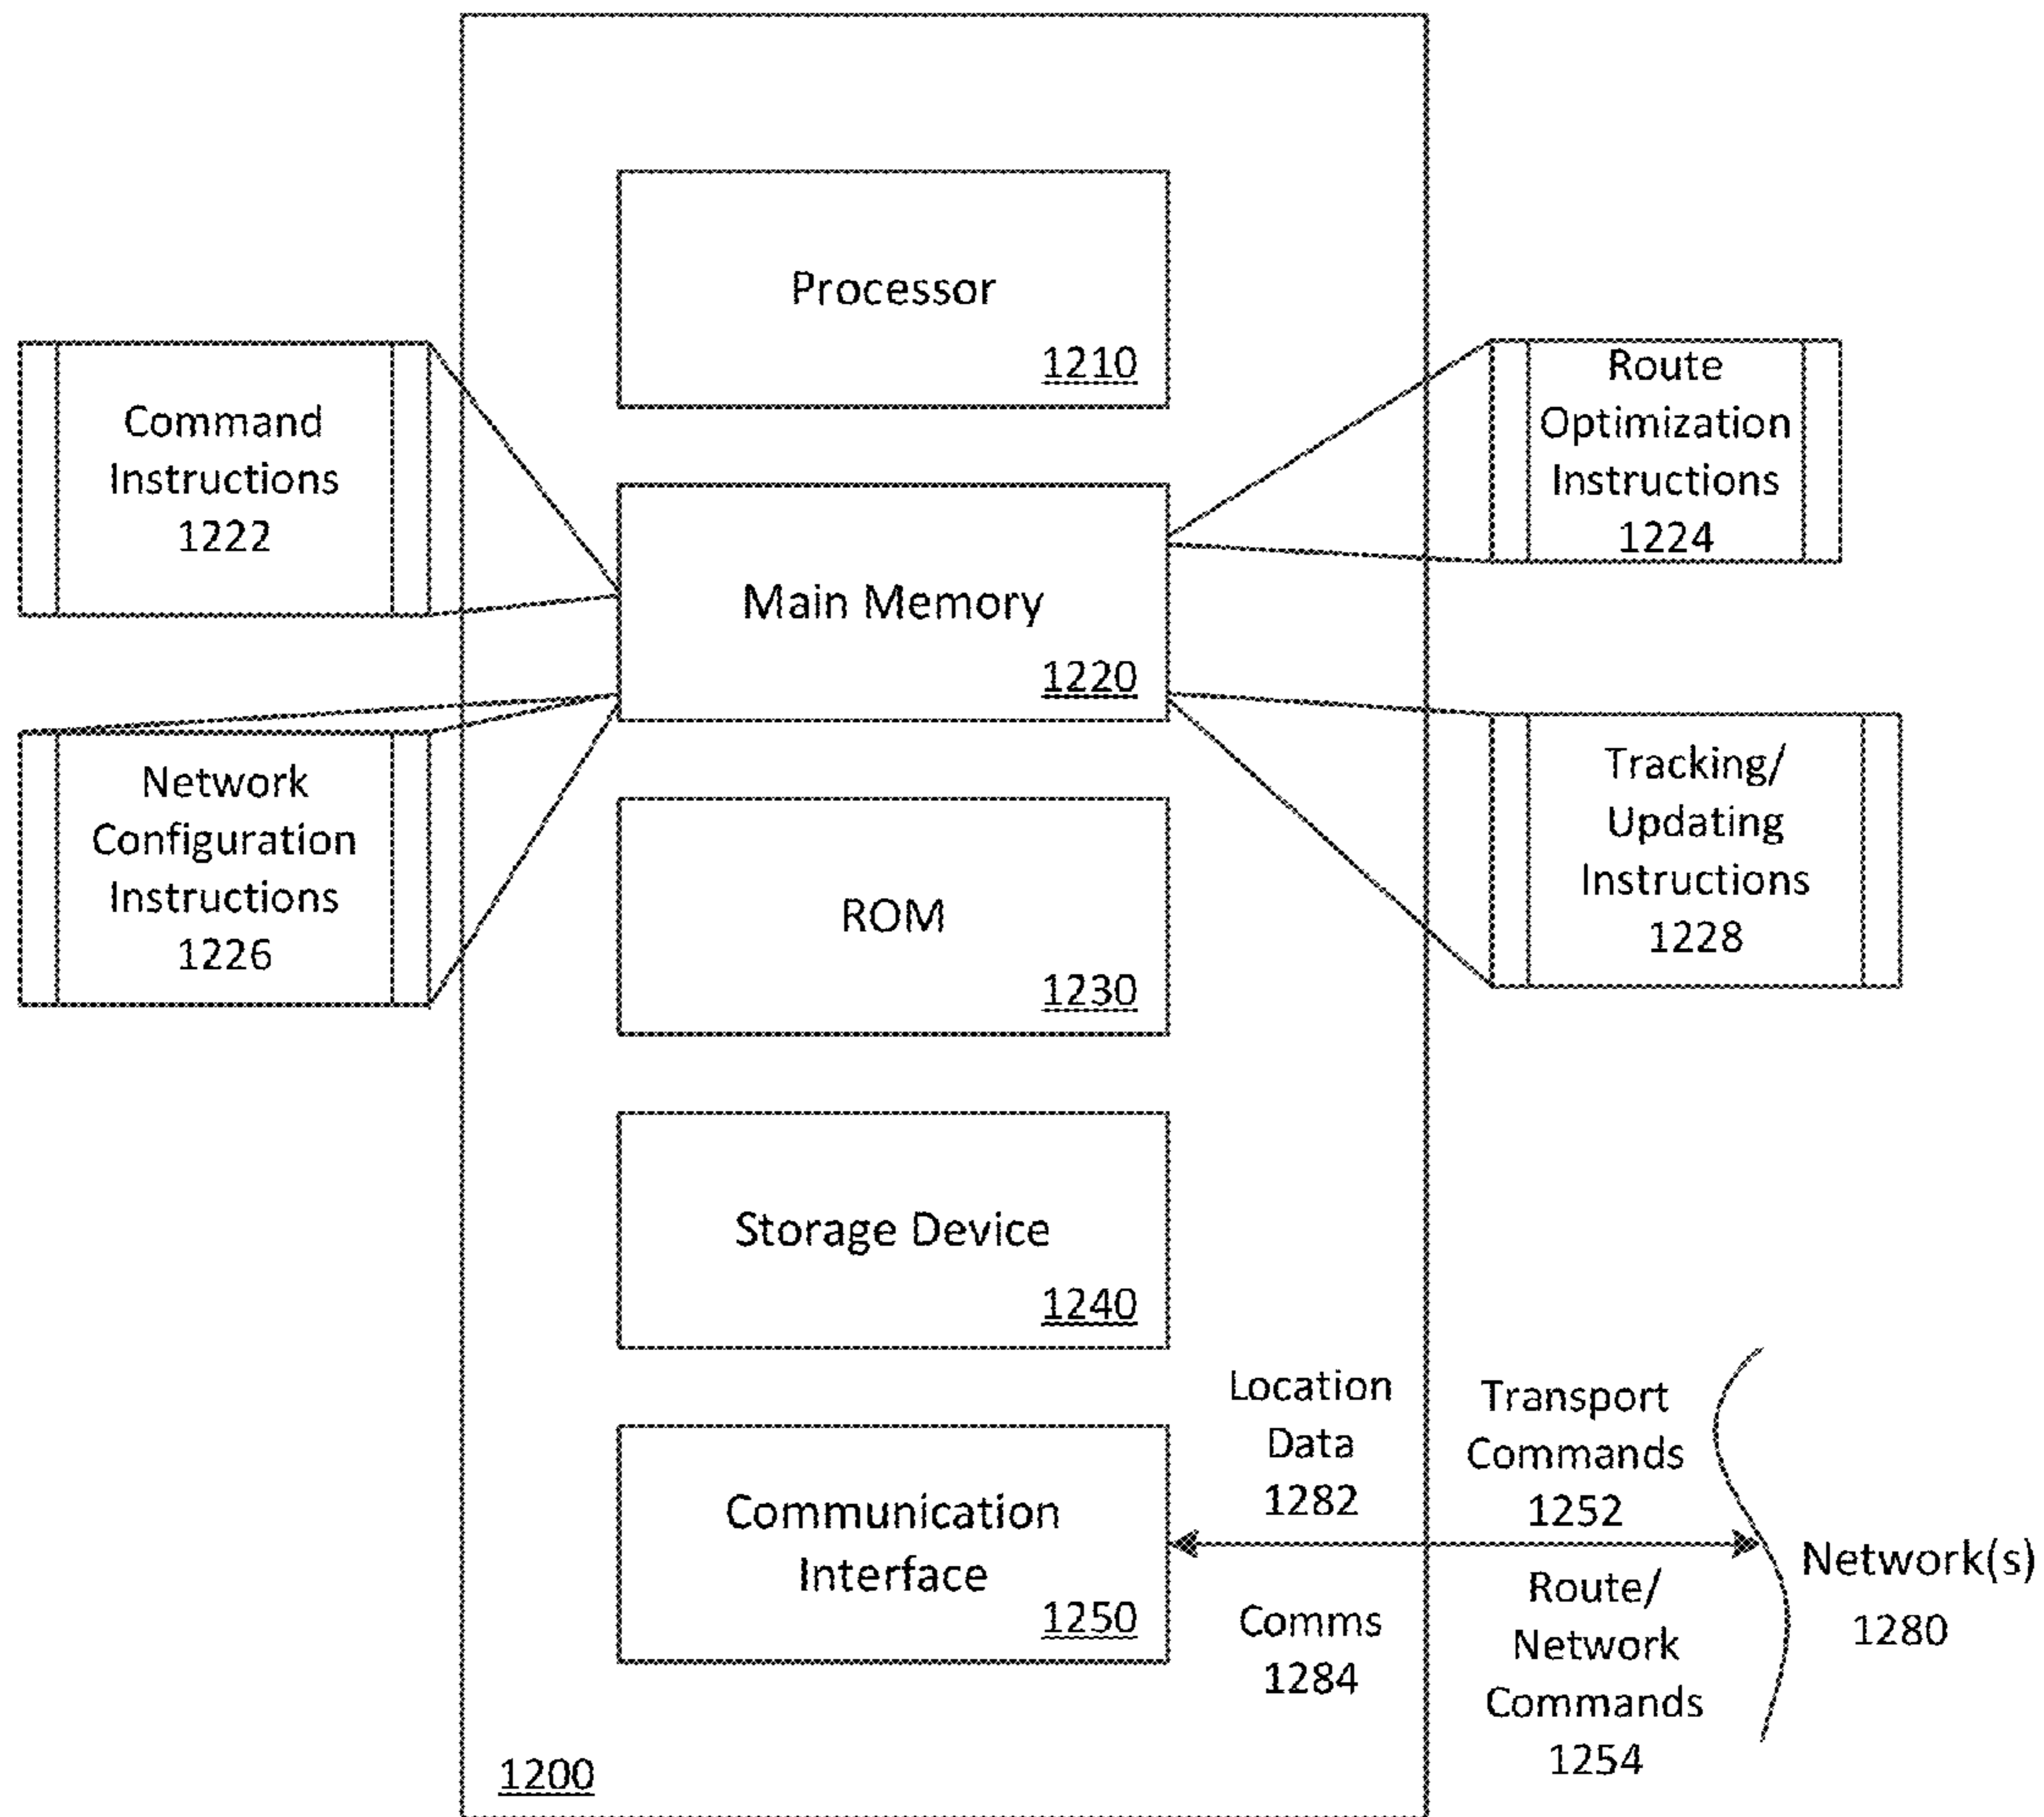 Processor
1210
Command
Instructions
1222
Route
Optimization
Instructions
1224
Main Memory
1220
Network
Configuration
Instructions
1226
Tracking/
Updating
Instructions
1228
ROM
1230
Storage Device
1240
Communication
Interface
1250
Location
Data
1282
Transport
Commands
1252
Comms
1284
Route/
Network
Commands
1254
Network(s)
1280
1200